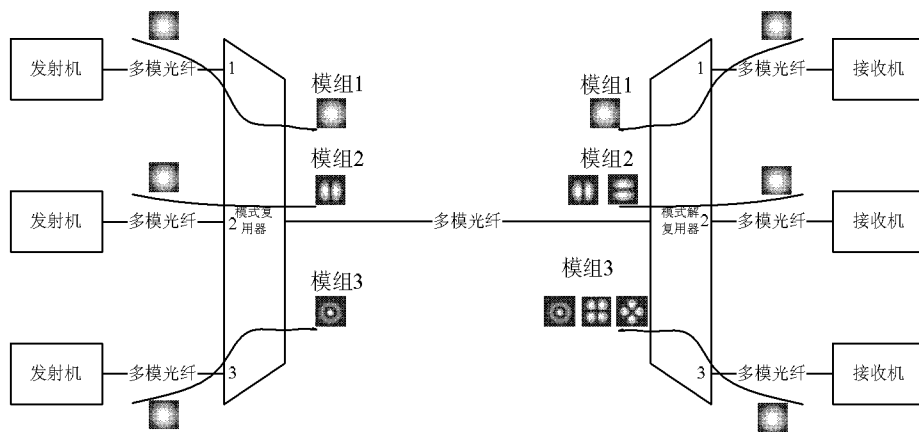 发射机
多模光纤
1
模组1
模组1
1
多模光纤
接收机
模组2
模组2
发射机
多模光纤
2
模式复
用器
多模光纤
模式解
复用器
2
多模光纤
接收机
模组3
模组3
发射机
多模光纤
3
3
多模光纤
接收机